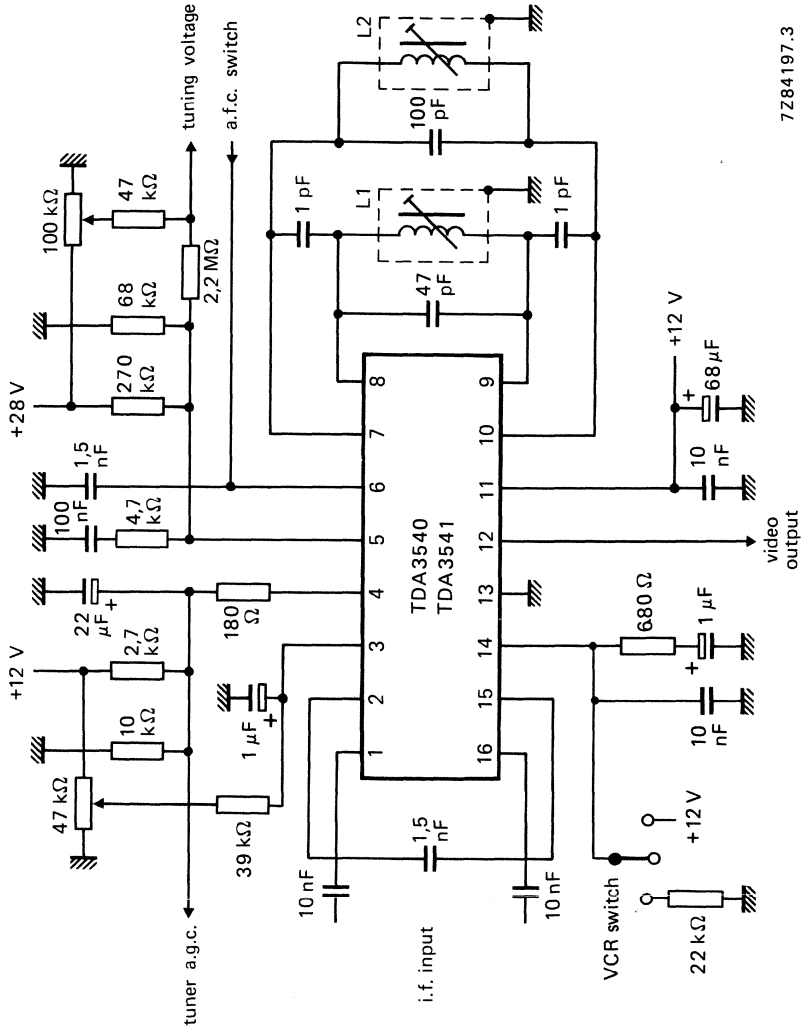 +12 V
+28 V
100 kΩ
47 kΩ
10
kΩ
2,7
kΩ
22
μF
+
100
nF
4,7
kΩ
1,5
nF
270
kΩ
68
kΩ
47
kΩ
2,2 MΩ
tuning voltage
a.f.c. switch
tuner a.g.c.
39 kΩ
1 μF
+
180
Ω
10 nF
i.f. input
10 nF
1,5
nF
1
2
3
4
5
6
7
8
TDA3540
TDA3541
16
15
14
13
12
11
10
9
1 pF
47
pF
L1
1 pF
100
pF
L2
VCR switch
22 kΩ
+12 V
10
nF
680 Ω
+
1 μF
video
output
10
nF
+
68 μF
+12 V
7Z84197.3